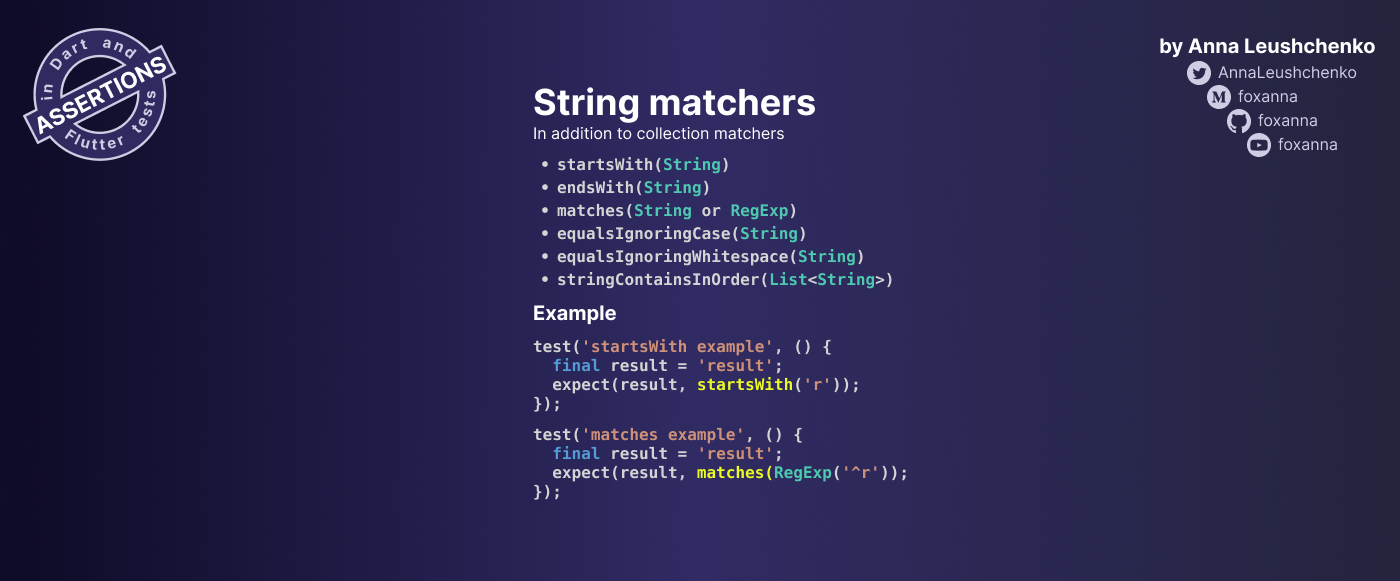 in Dart and
ASSERTIONS
Flutter tests
by Anna Leushchenko
AnnaLeushchenko
M foxanna
foxanna
foxanna
String matchers
In addition to collection matchers
• startsWith(String)
• endsWith(String)
• matches(String or RegExp)
• equalsIgnoringCase(String)
• equalsIgnoringWhitespace(String)
• stringContainsInOrder(List<String>)
Example
test('startsWith example', () {
  final result = 'result';
  expect(result, startsWith('r'));
});
test('matches example', () {
  final result = 'result';
  expect(result, matches(RegExp('^r'));
});